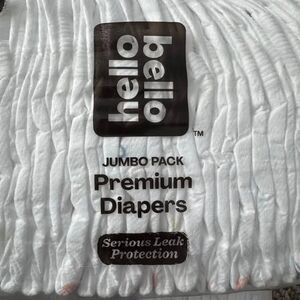 hello
bello
TM
JUMBO PACK
Premium
Diapers
Serious Leak
Protection